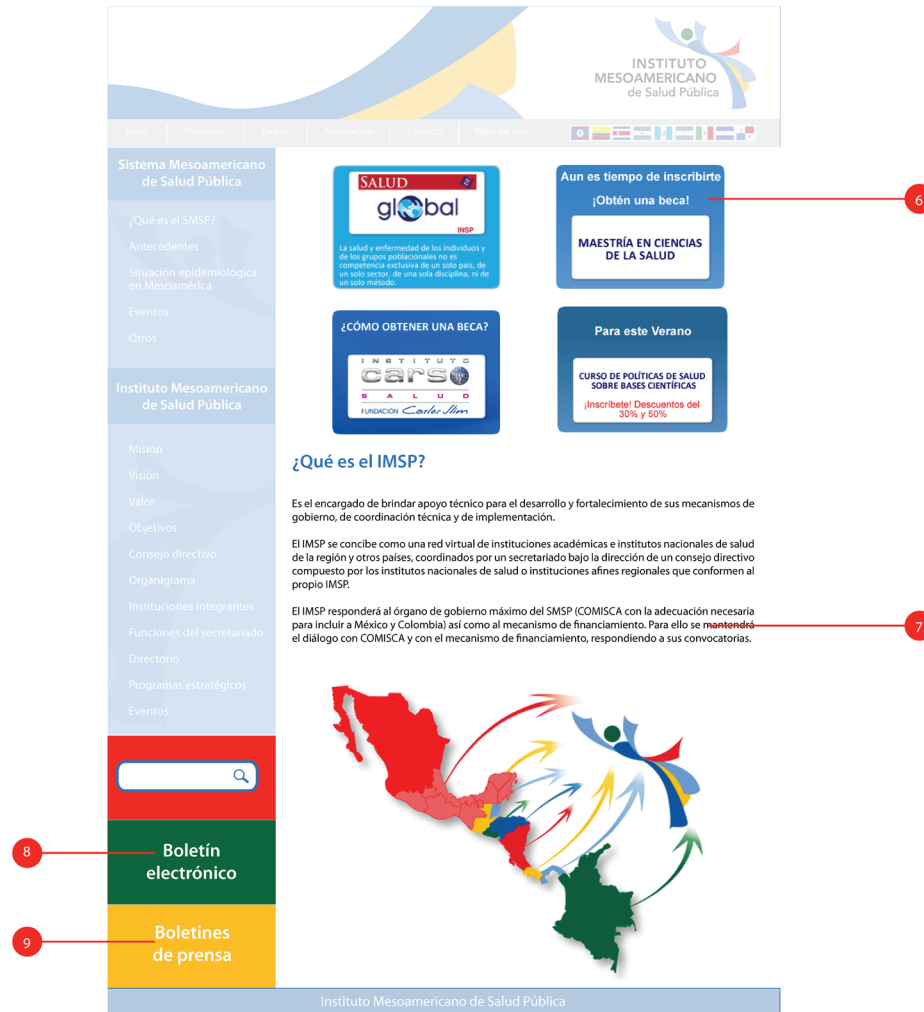 INSTITUTO
MESOAMERICANO
de Salud Pública
Inicio
Videoteca
Galería
Recomendar
Contacto
Mapa del sitio
Sistema Mesoamericano
de Salud Pública
¿Qué es el SMSP?
Antecedentes
Situación epidemiológica
en Mesoamérica
Eventos
Otros
Instituto Mesoamericano
de Salud Pública
Misión
Visión
Valor
Objetivos
Consejo directivo
Organigrama
Instituciones Integrantes
Funciones del secretariado
Directorio
Programas estratégicos
Eventos
Boletín
electrónico
Boletines
de prensa
8
9
SALUD
global
INSP
La salud y enfermedad de los individuos y
de los grupos poblacionales no es
competencia exclusiva de un solo país, de
un solo sector, de una sola disciplina, ni de
un solo método.
Aun es tiempo de inscribirte
¡Obtén una beca!
MAESTRÍA EN CIENCIAS
DE LA SALUD
6
¿CÓMO OBTENER UNA BECA?
INSTITUTO
carso
SALUD
FUNDACIÓN Carlos Slim
Para este Verano
CURSO DE POLÍTICAS DE SALUD
SOBRE BASES CIENTÍFICAS
¡Inscríbete! Descuentos del
30% y 50%
¿Qué es el IMSP?
Es el encargado de brindar apoyo técnico para el desarrollo y fortalecimiento de sus mecanismos de
gobierno, de coordinación técnica y de implementación.
El IMSP se concibe como una red virtual de instituciones académicas e institutos nacionales de salud
de la región y otros países, coordinados por un secretariado bajo la dirección de un consejo directivo
compuesto por los institutos nacionales de salud o instituciones afines regionales que conformen al
propio IMSP.
El IMSP responderá al órgano de gobierno máximo del SMSP (COMISCA con la adecuación necesaria
para incluir a México y Colombia) así como al mecanismo de financiamiento. Para ello se mantendrá
el diálogo con COMISCA y con el mecanismo de financiamiento, respondiendo a sus convocatorias.
7
Instituto Mesoamericano de Salud Pública